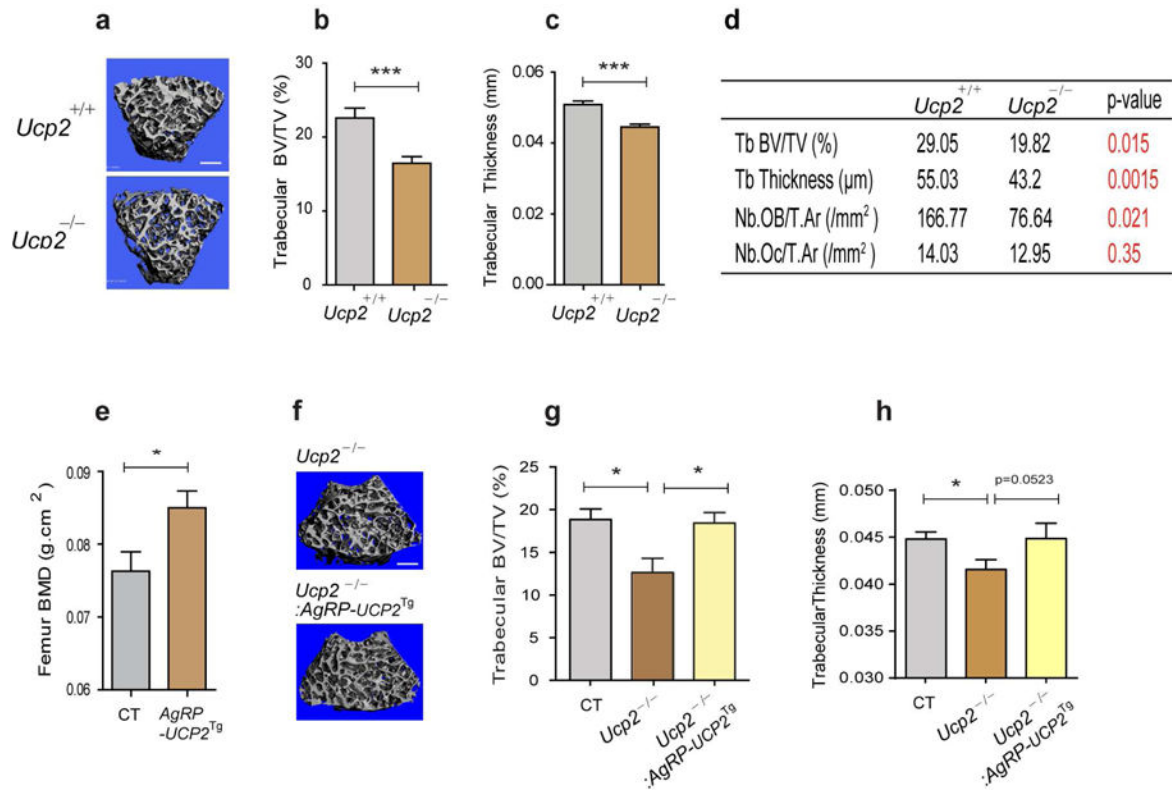 a
Ucp2 +/+
Ucp2 −/−
b
Trabecular BV/TV (%)
30
20
10
0
***
Ucp2 +/+
Ucp2 −/−
c
Trabecular Thickness (mm)
0.06
0.04
0.02
0.00
***
Ucp2 +/+
Ucp2 −/−
d
Ucp2 +/+ Ucp2 −/− p-value
Tb BV/TV (%) 29.05 19.82 0.015
Tb Thickness (µm) 55.03 43.2 0.0015
Nb.OB/T.Ar (/mm² ) 166.77 76.64 0.021
Nb.Oc/T.Ar (/mm² ) 14.03 12.95 0.35
e
Femur BMD (g.cm ²)
0.09
0.08
0.07
0.06
*
CT
AgRP
-UCP2Tg
f
Ucp2 −/−
Ucp2 −/−
:AgRP-UCP2Tg
g
Trabecular BV/TV (%)
25
20
15
10
5
0
*
*
CT
Ucp2 −/−
Ucp2 −/−
:AgRP-UCP2Tg
h
TrabecularThickness (mm)
0.050
0.045
0.040
0.035
0.030
*
p=0.0523
CT
Ucp2 −/−
Ucp2 −/−
:AgRP-UCP2Tg